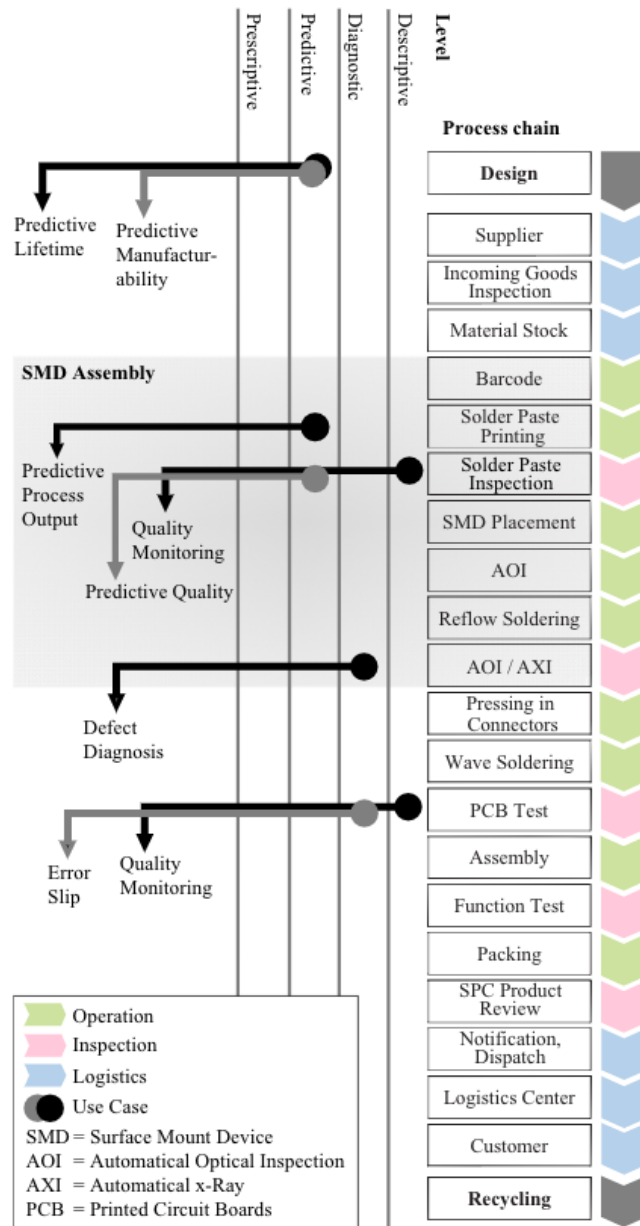 Prescriptive
Predictive
Diagnostic
Descriptive
Level
Process chain
Design
Predictive
Lifetime
Predictive
Manufactur-
ability
Supplier
Incoming Goods
Inspection
Material Stock
SMD Assembly
Barcode
Solder Paste
Printing
Predictive
Process
Output
Solder Paste
Inspection
Quality
Monitoring
SMD Placement
Predictive Quality
AOI
Reflow Soldering
AOI / AXI
Defect
Diagnosis
Pressing in
Connectors
Wave Soldering
PCB Test
Error
Slip
Quality
Monitoring
Assembly
Function Test
Packing
SPC Product
Review
Notification,
Dispatch
Logistics Center
Customer
Recycling
Operation
Inspection
Logistics
Use Case
SMD = Surface Mount Device
AOI = Automatical Optical Inspection
AXI = Automatical x-Ray
PCB = Printed Circuit Boards